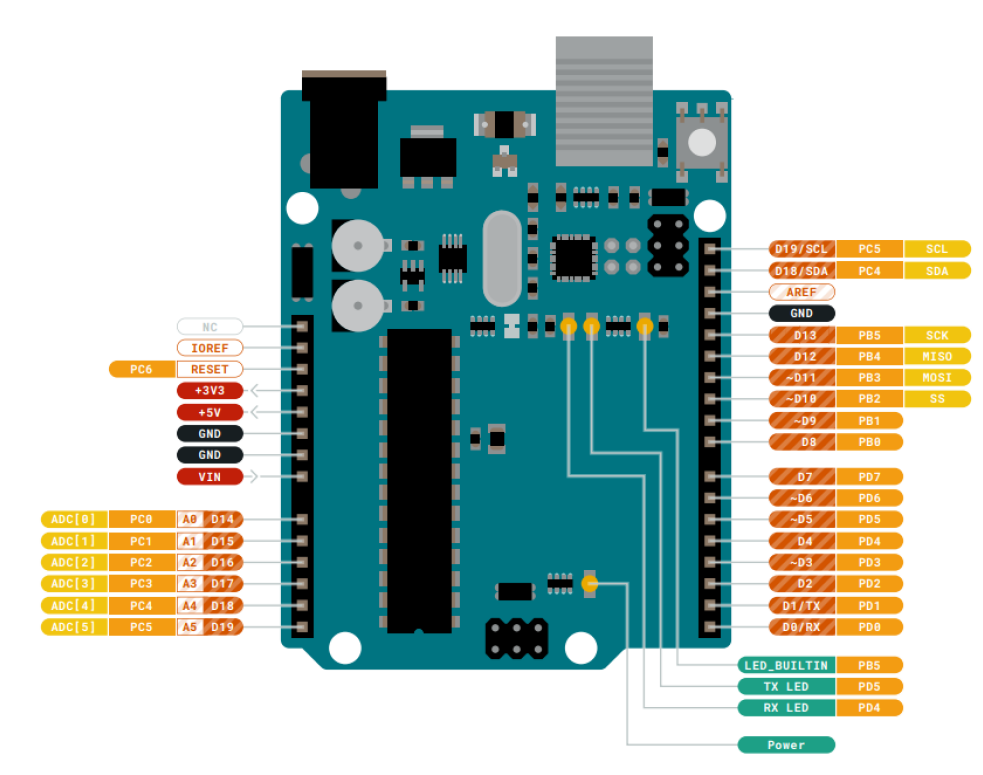 NC
IOREF
PC6 RESET
+3V3
+5V
GND
GND
VIN
ADC[0] PC0 A0 D14
ADC[1] PC1 A1 D15
ADC[2] PC2 A2 D16
ADC[3] PC3 A3 D17
ADC[4] PC4 A4 D18
ADC[5] PC5 A5 D19
D19/SCL PC5 SCL
D18/SDA PC4 SDA
AREF
GND
D13 PB5 SCK
D12 PB4 MISO
~D11 PB3 MOSI
~D10 PB2 SS
~D9 PB1
D8 PB0
D7 PD7
~D6 PD6
~D5 PD5
D4 PD4
~D3 PD3
D2 PD2
D1/TX PD1
D0/RX PD0
LED_BUILTIN PB5
TX LED PD5
RX LED PD4
Power